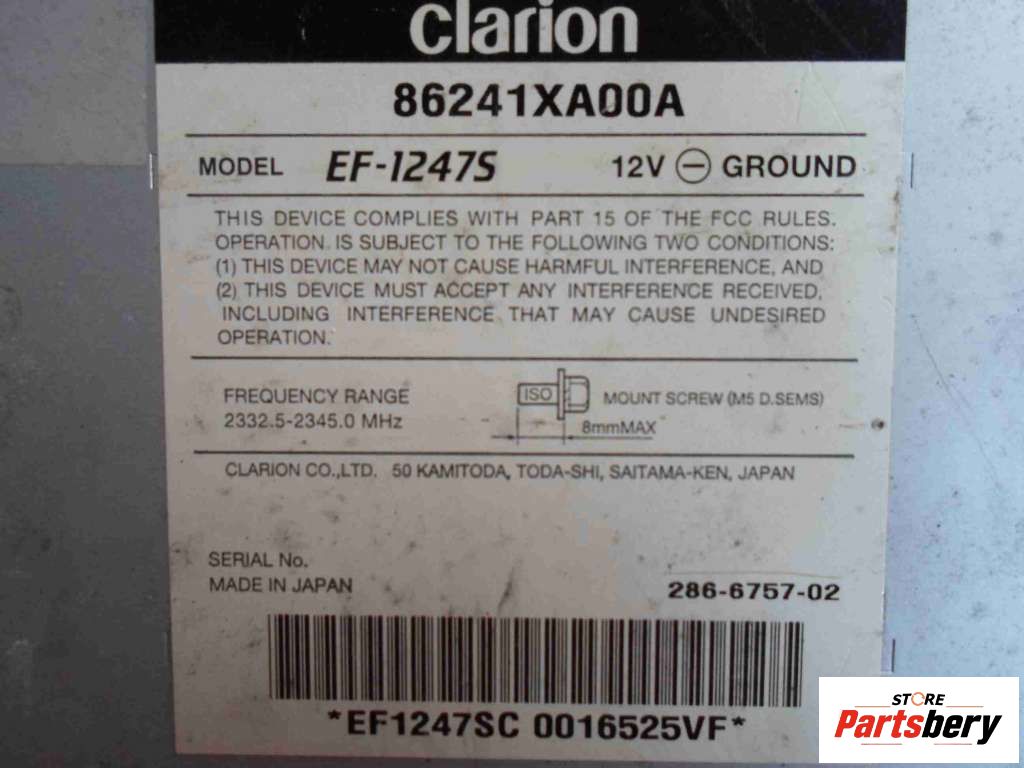 clarion
86241XA00A
MODEL EF-1247S 12V ⊖ GROUND
THIS DEVICE COMPLIES WITH PART 15 OF THE FCC RULES.
OPERATION IS SUBJECT TO THE FOLLOWING TWO CONDITIONS:
(1) THIS DEVICE MAY NOT CAUSE HARMFUL INTERFERENCE, AND
(2) THIS DEVICE MUST ACCEPT ANY INTERFERENCE RECEIVED,
INCLUDING INTERFERENCE THAT MAY CAUSE UNDESIRED
OPERATION.
FREQUENCY RANGE ISO MOUNT SCREW (M5 D.SEMS)
2332.5-2345.0 MHz 8mmMAX
CLARION CO.,LTD. 50 KAMITODA, TODA-SHI, SAITAMA-KEN, JAPAN
SERIAL No.
MADE IN JAPAN 286-6757-02
*EF1247SC 0016525VF*
STORE
Partsbery